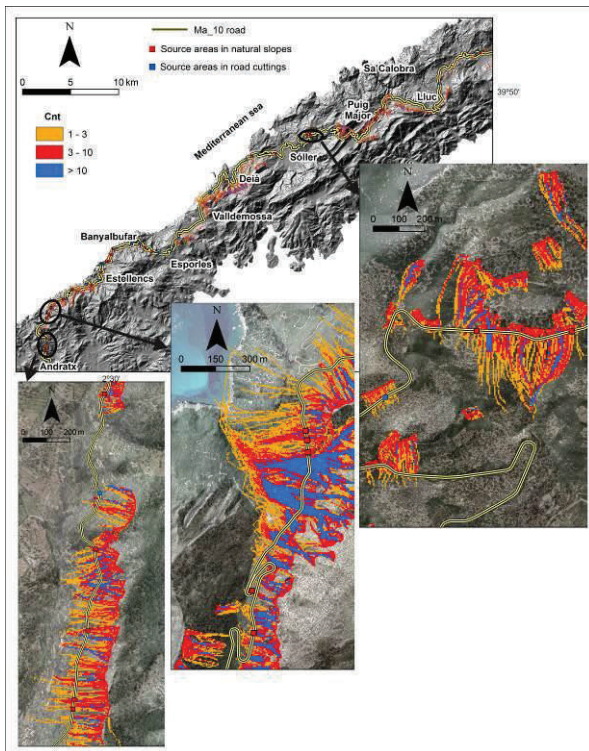 N
Ma_10 road
Source areas in natural slopes
Source areas in road cuttings
0 5 10 km
Cnt
1 - 3
3 - 10
> 10
Sa Calobra
Lluc
Puig
Major
39°50'
Mediterranean sea
Sóller
Deià
Valldemossa
Banyalbufar
Esporles
Estellencs
Andratx
2°30'
N
0 100 200 m
N
0 150 300 m
N
0 100 200 m